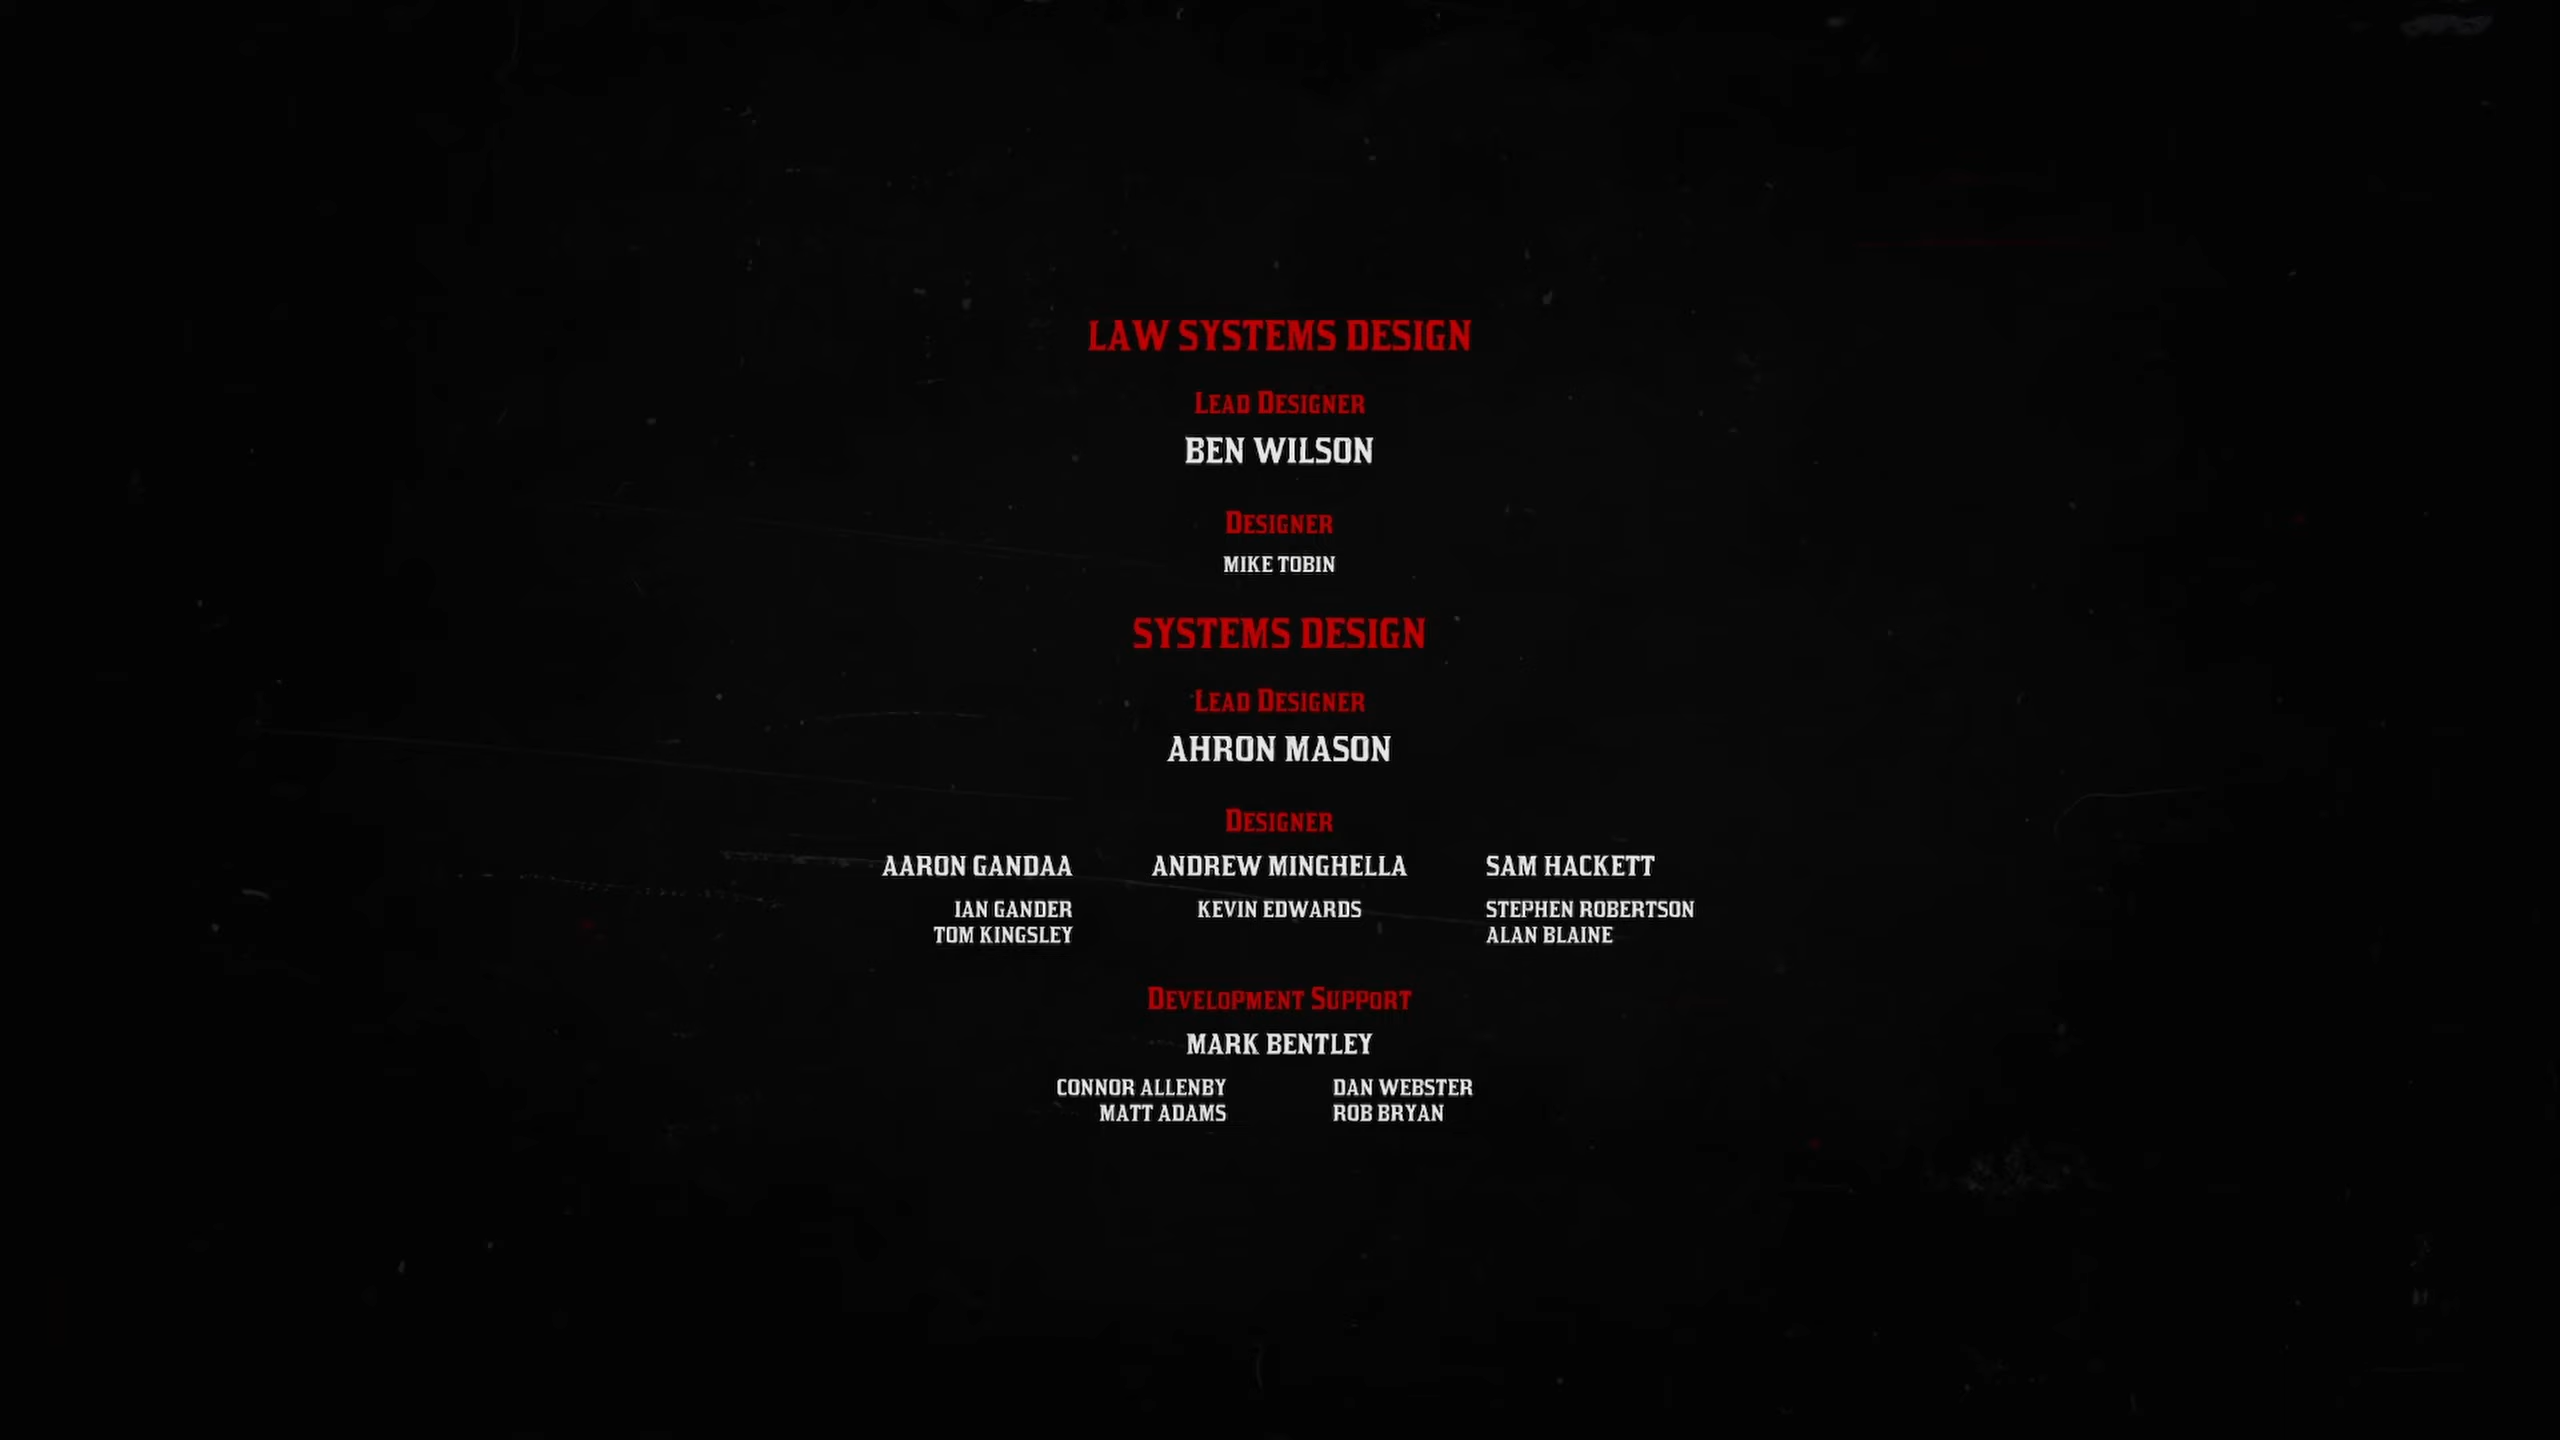 LAW SYSTEMS DESIGN
LEAD DESIGNER
BEN WILSON
DESIGNER
MIKE TOBIN
SYSTEMS DESIGN
LEAD DESIGNER
AHRON MASON
DESIGNER
AARON GANDAA ANDREW MINGHELLA SAM HACKETT
IAN GANDER KEVIN EDWARDS STEPHEN ROBERTSON
TOM KINGSLEY ALAN BLAINE
DEVELOPMENT SUPPORT
MARK BENTLEY
CONNOR ALLENBY DAN WEBSTER
MATT ADAMS ROB BRYAN